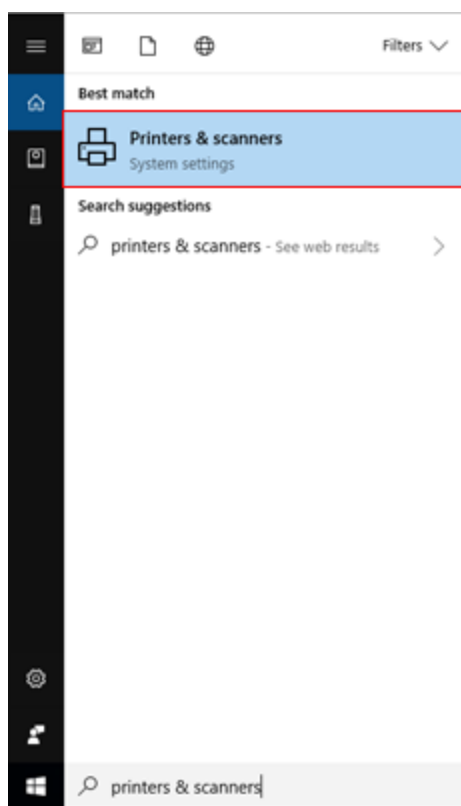 Filters
Best match
Printers & scanners
System settings
Search suggestions
printers & scanners - See web results
printers & scanners